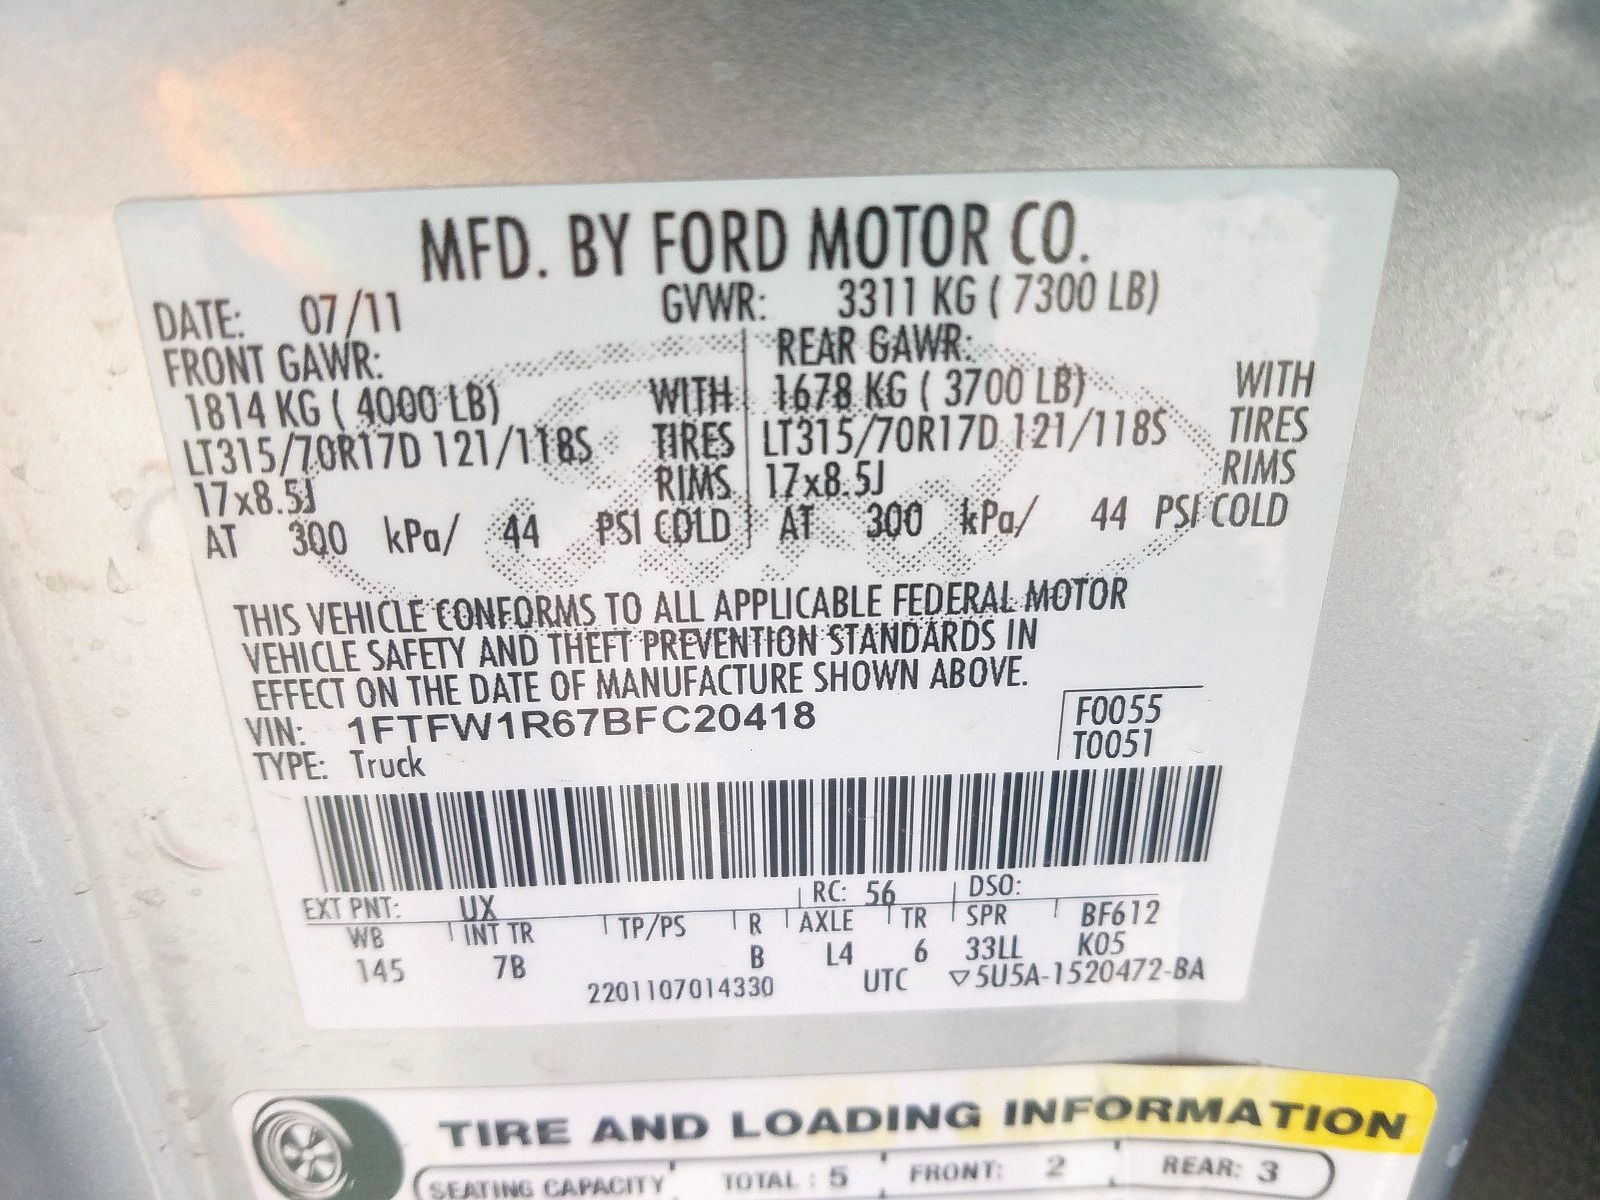 MFD. BY FORD MOTOR CO.
DATE: 07/11 GVWR: 3311 KG ( 7300 LB)
FRONT GAWR: REAR GAWR:
1814 KG ( 4000 LB) WITH 1678 KG ( 3700 LB) WITH
LT315/70R17D 121/118S TIRES LT315/70R17D 121/118S TIRES
17x8.5J RIMS 17x8.5J RIMS
AT 300 kPa/ 44 PSI COLD AT 300 kPa/ 44 PSI COLD
THIS VEHICLE CONFORMS TO ALL APPLICABLE FEDERAL MOTOR
VEHICLE SAFETY AND THEFT PREVENTION STANDARDS IN
EFFECT ON THE DATE OF MANUFACTURE SHOWN ABOVE.
VIN: 1FTFW1R67BFC20418 F0055
TYPE: Truck T0051
EXT PNT: UX RC: 56 DSO:
WB INT TR TP/PS R AXLE TR SPR BF612
145 7B B L4 6 33LL K05
2201107014330 UTC ▽5U5A-1520472-BA
TIRE AND LOADING INFORMATION
SEATING CAPACITY TOTAL : 5 FRONT: 2 REAR: 3